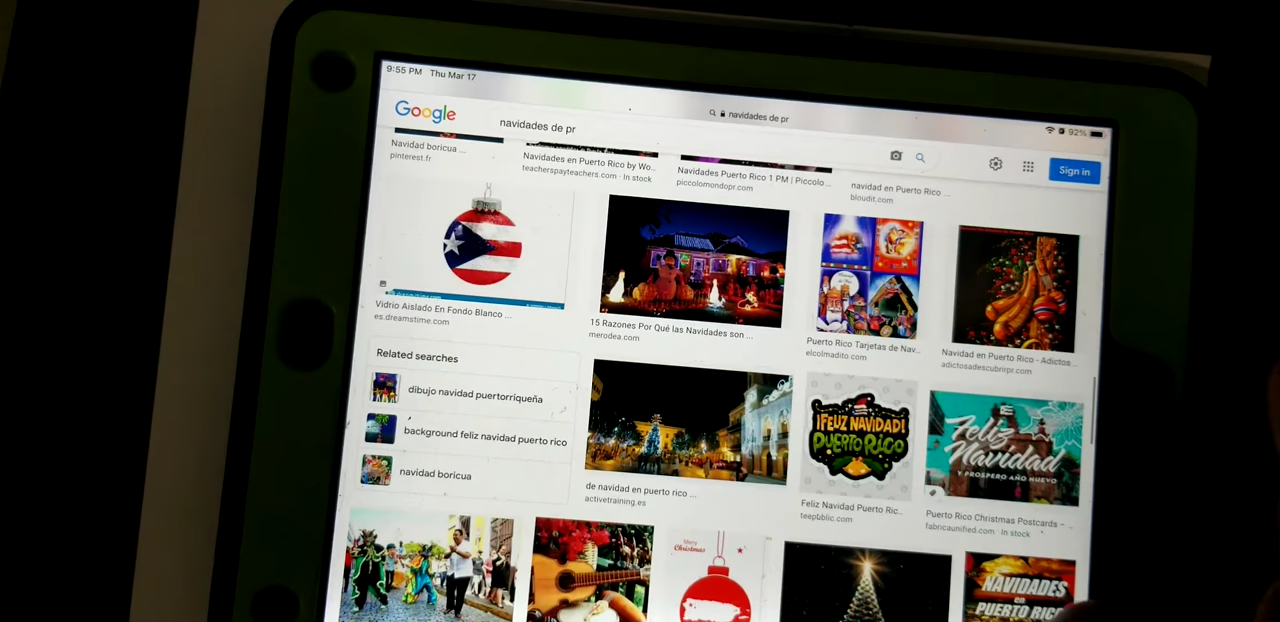 9:55 PM Thu Mar 17
navidades de pr
92%
Google
navidades de pr
Sign in
Navidad boricua ...
pinterest.fr
Navidades en Puerto Rico by Wo...
teacherspayteachers.com · In stock
Navidades Puerto Rico 1 PM | Piccolo ...
piccolomondopr.com
navidad en Puerto Rico ...
bloudit.com
Vidrio Aislado En Fondo Blanco ...
es.dreamstime.com
15 Razones Por Qué las Navidades son ...
merodea.com
Puerto Rico Tarjetas de Nav...
elcolmadito.com
Navidad en Puerto Rico - Adictos...
adictosadescubrirpr.com
Related searches
dibujo navidad puertorriqueña
background feliz navidad puerto rico
navidad boricua
de navidad en puerto rico ...
activetraining.es
¡FELIZ NAVIDAD!
PUERTO RICO
Feliz Navidad Puerto Ric...
teepublic.com
Feliz
Navidad
Y PROSPERO AÑO NUEVO
Puerto Rico Christmas Postcards – ...
fabricaunified.com · In stock
Merry
Christmas
NAVIDADES
en
PUERTO RICO